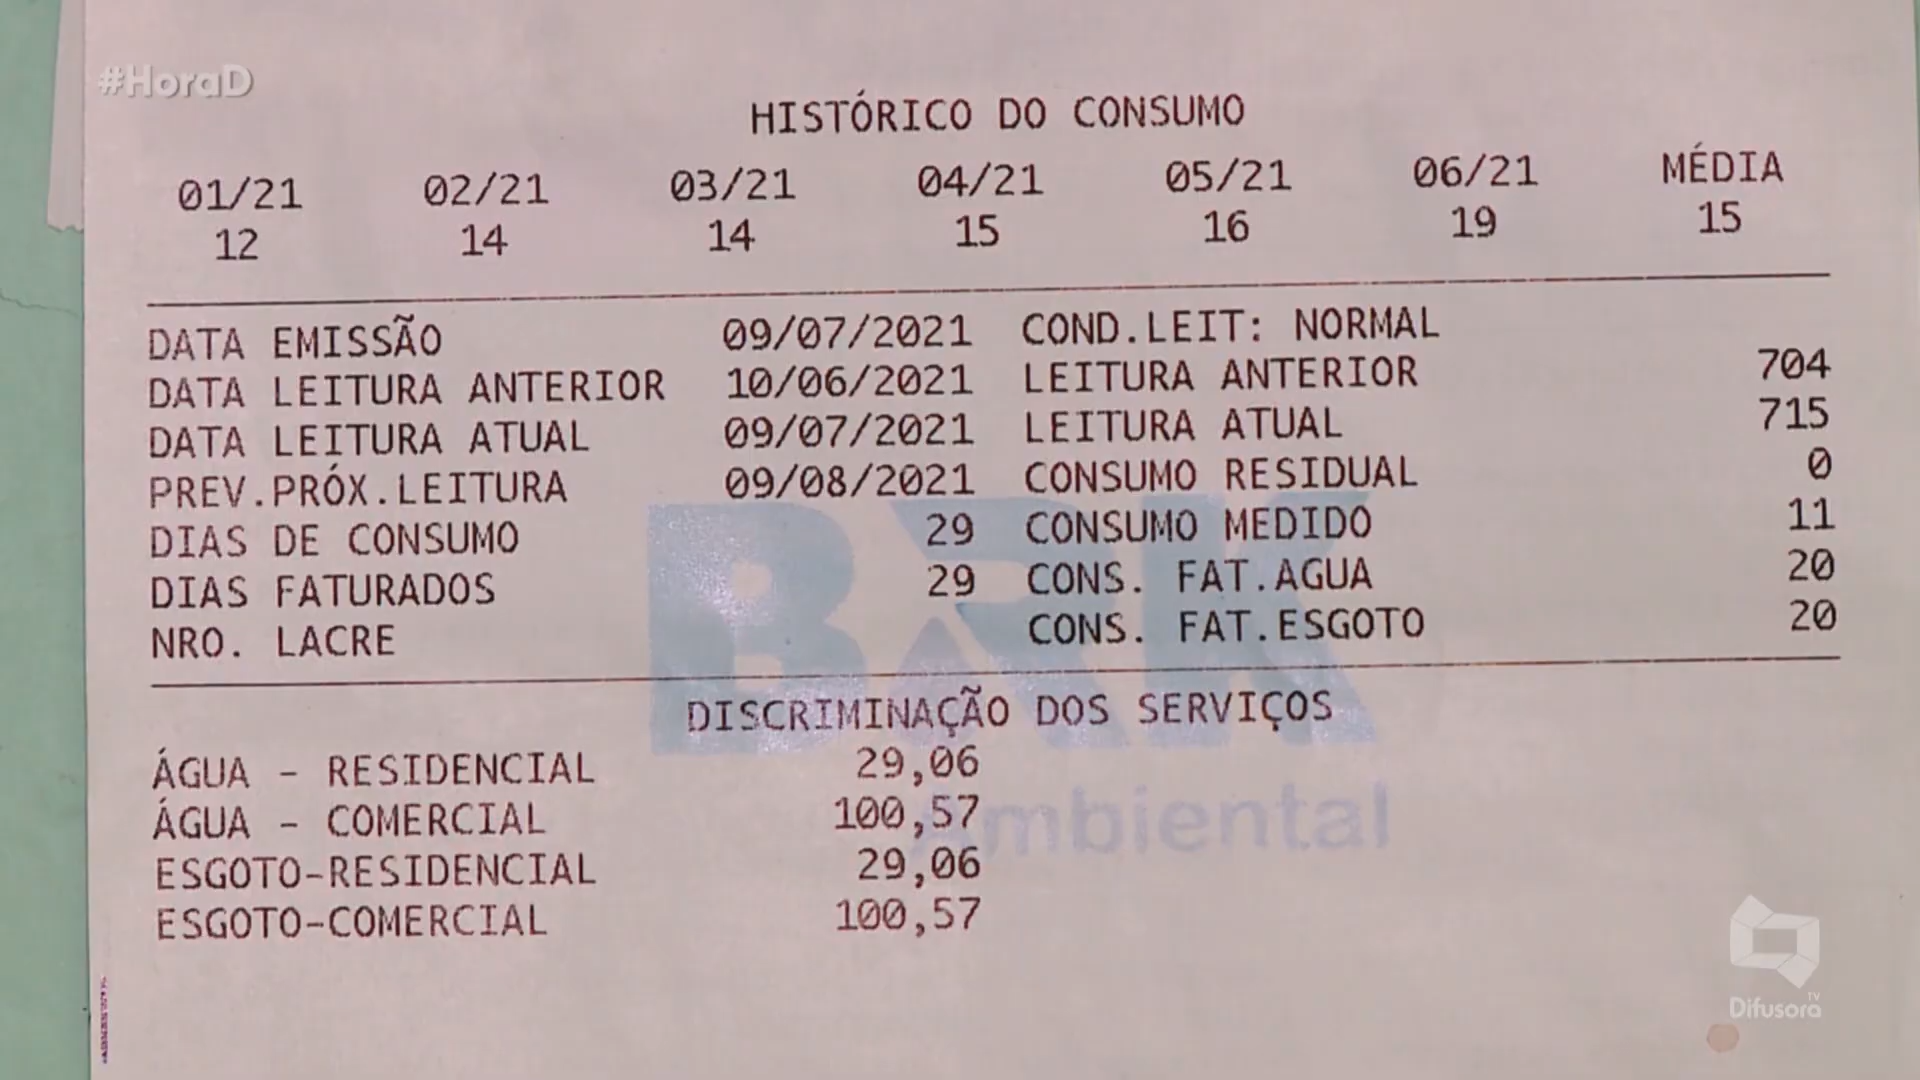 #HoraD
HISTÓRICO DO CONSUMO
01/21 02/21 03/21 04/21 05/21 06/21 MÉDIA
12 14 14 15 16 19 15
DATA EMISSÃO 09/07/2021 COND.LEIT: NORMAL
DATA LEITURA ANTERIOR 10/06/2021 LEITURA ANTERIOR 704
DATA LEITURA ATUAL 09/07/2021 LEITURA ATUAL 715
PREV.PRÓX.LEITURA 09/08/2021 CONSUMO RESIDUAL 0
DIAS DE CONSUMO 29 CONSUMO MEDIDO 11
DIAS FATURADOS 29 CONS. FAT.AGUA 20
NRO. LACRE CONS. FAT.ESGOTO 20
BRK
Ambiental
DISCRIMINAÇÃO DOS SERVIÇOS
ÁGUA - RESIDENCIAL 29,06
ÁGUA - COMERCIAL 100,57
ESGOTO-RESIDENCIAL 29,06
ESGOTO-COMERCIAL 100,57
TV
Difusora